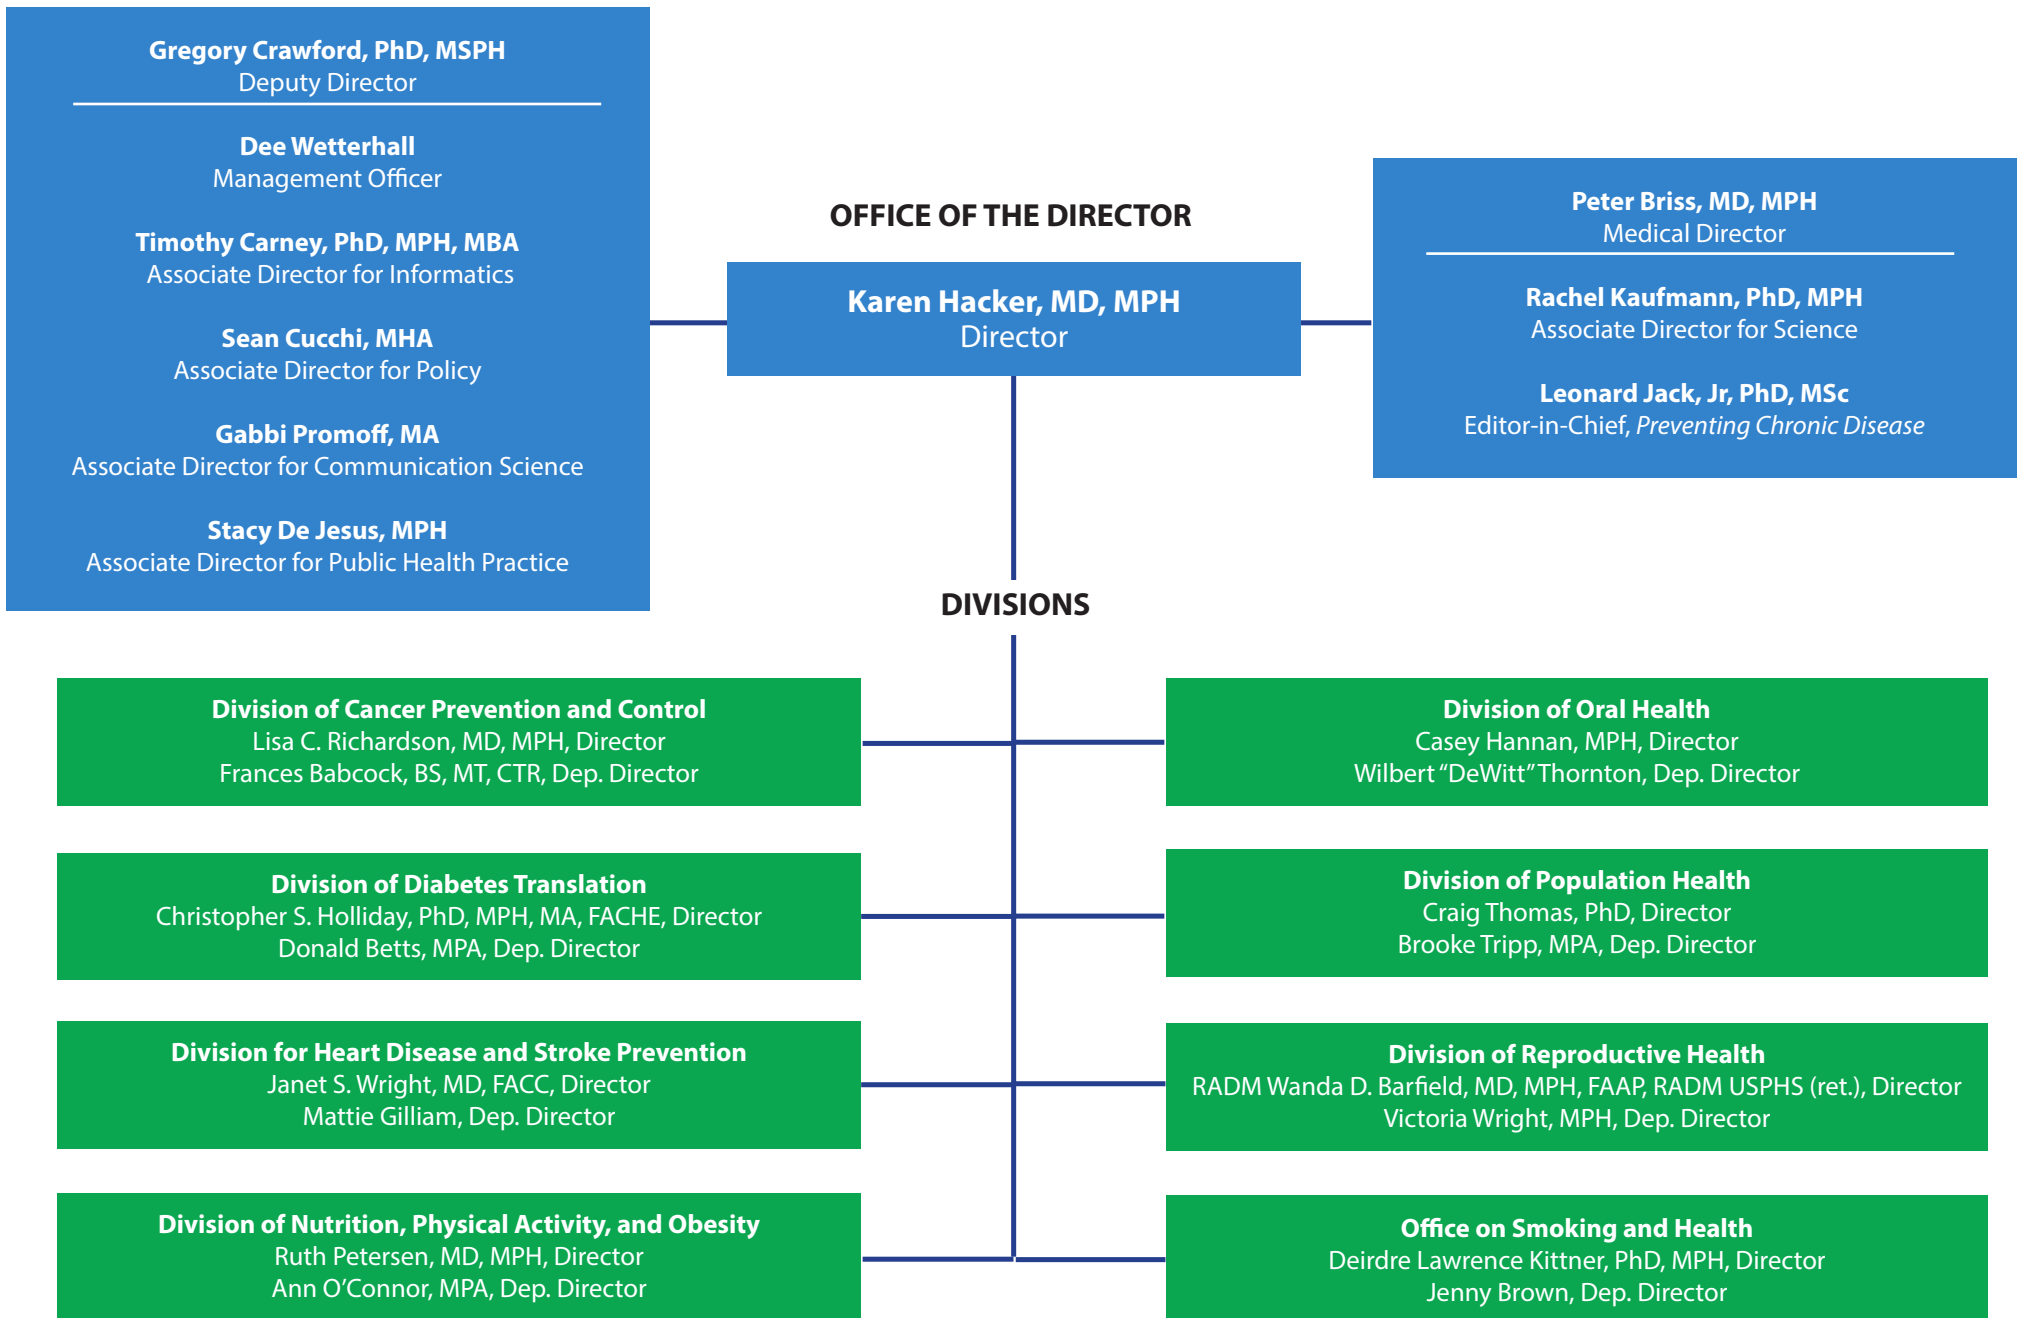 Gregory Crawford, PhD, MSPH
Deputy Director
Dee Wetterhall
Management Officer
Timothy Carney, PhD, MPH, MBA
Associate Director for Informatics
Sean Cucchi, MHA
Associate Director for Policy
Gabbi Promoff, MA
Associate Director for Communication Science
Stacy De Jesus, MPH
Associate Director for Public Health Practice
OFFICE OF THE DIRECTOR
Karen Hacker, MD, MPH
Director
Peter Briss, MD, MPH
Medical Director
Rachel Kaufmann, PhD, MPH
Associate Director for Science
Leonard Jack, Jr, PhD, MSc
Editor-in-Chief, Preventing Chronic Disease
DIVISIONS
Division of Cancer Prevention and Control
Lisa C. Richardson, MD, MPH, Director
Frances Babcock, BS, MT, CTR, Dep. Director
Division of Diabetes Translation
Christopher S. Holliday, PhD, MPH, MA, FACHE, Director
Donald Betts, MPA, Dep. Director
Division for Heart Disease and Stroke Prevention
Janet S. Wright, MD, FACC, Director
Mattie Gilliam, Dep. Director
Division of Nutrition, Physical Activity, and Obesity
Ruth Petersen, MD, MPH, Director
Ann O’Connor, MPA, Dep. Director
Division of Oral Health
Casey Hannan, MPH, Director
Wilbert “DeWitt” Thornton, Dep. Director
Division of Population Health
Craig Thomas, PhD, Director
Brooke Tripp, MPA, Dep. Director
Division of Reproductive Health
RADM Wanda D. Barfield, MD, MPH, FAAP, RADM USPHS (ret.), Director
Victoria Wright, MPH, Dep. Director
Office on Smoking and Health
Deirdre Lawrence Kittner, PhD, MPH, Director
Jenny Brown, Dep. Director